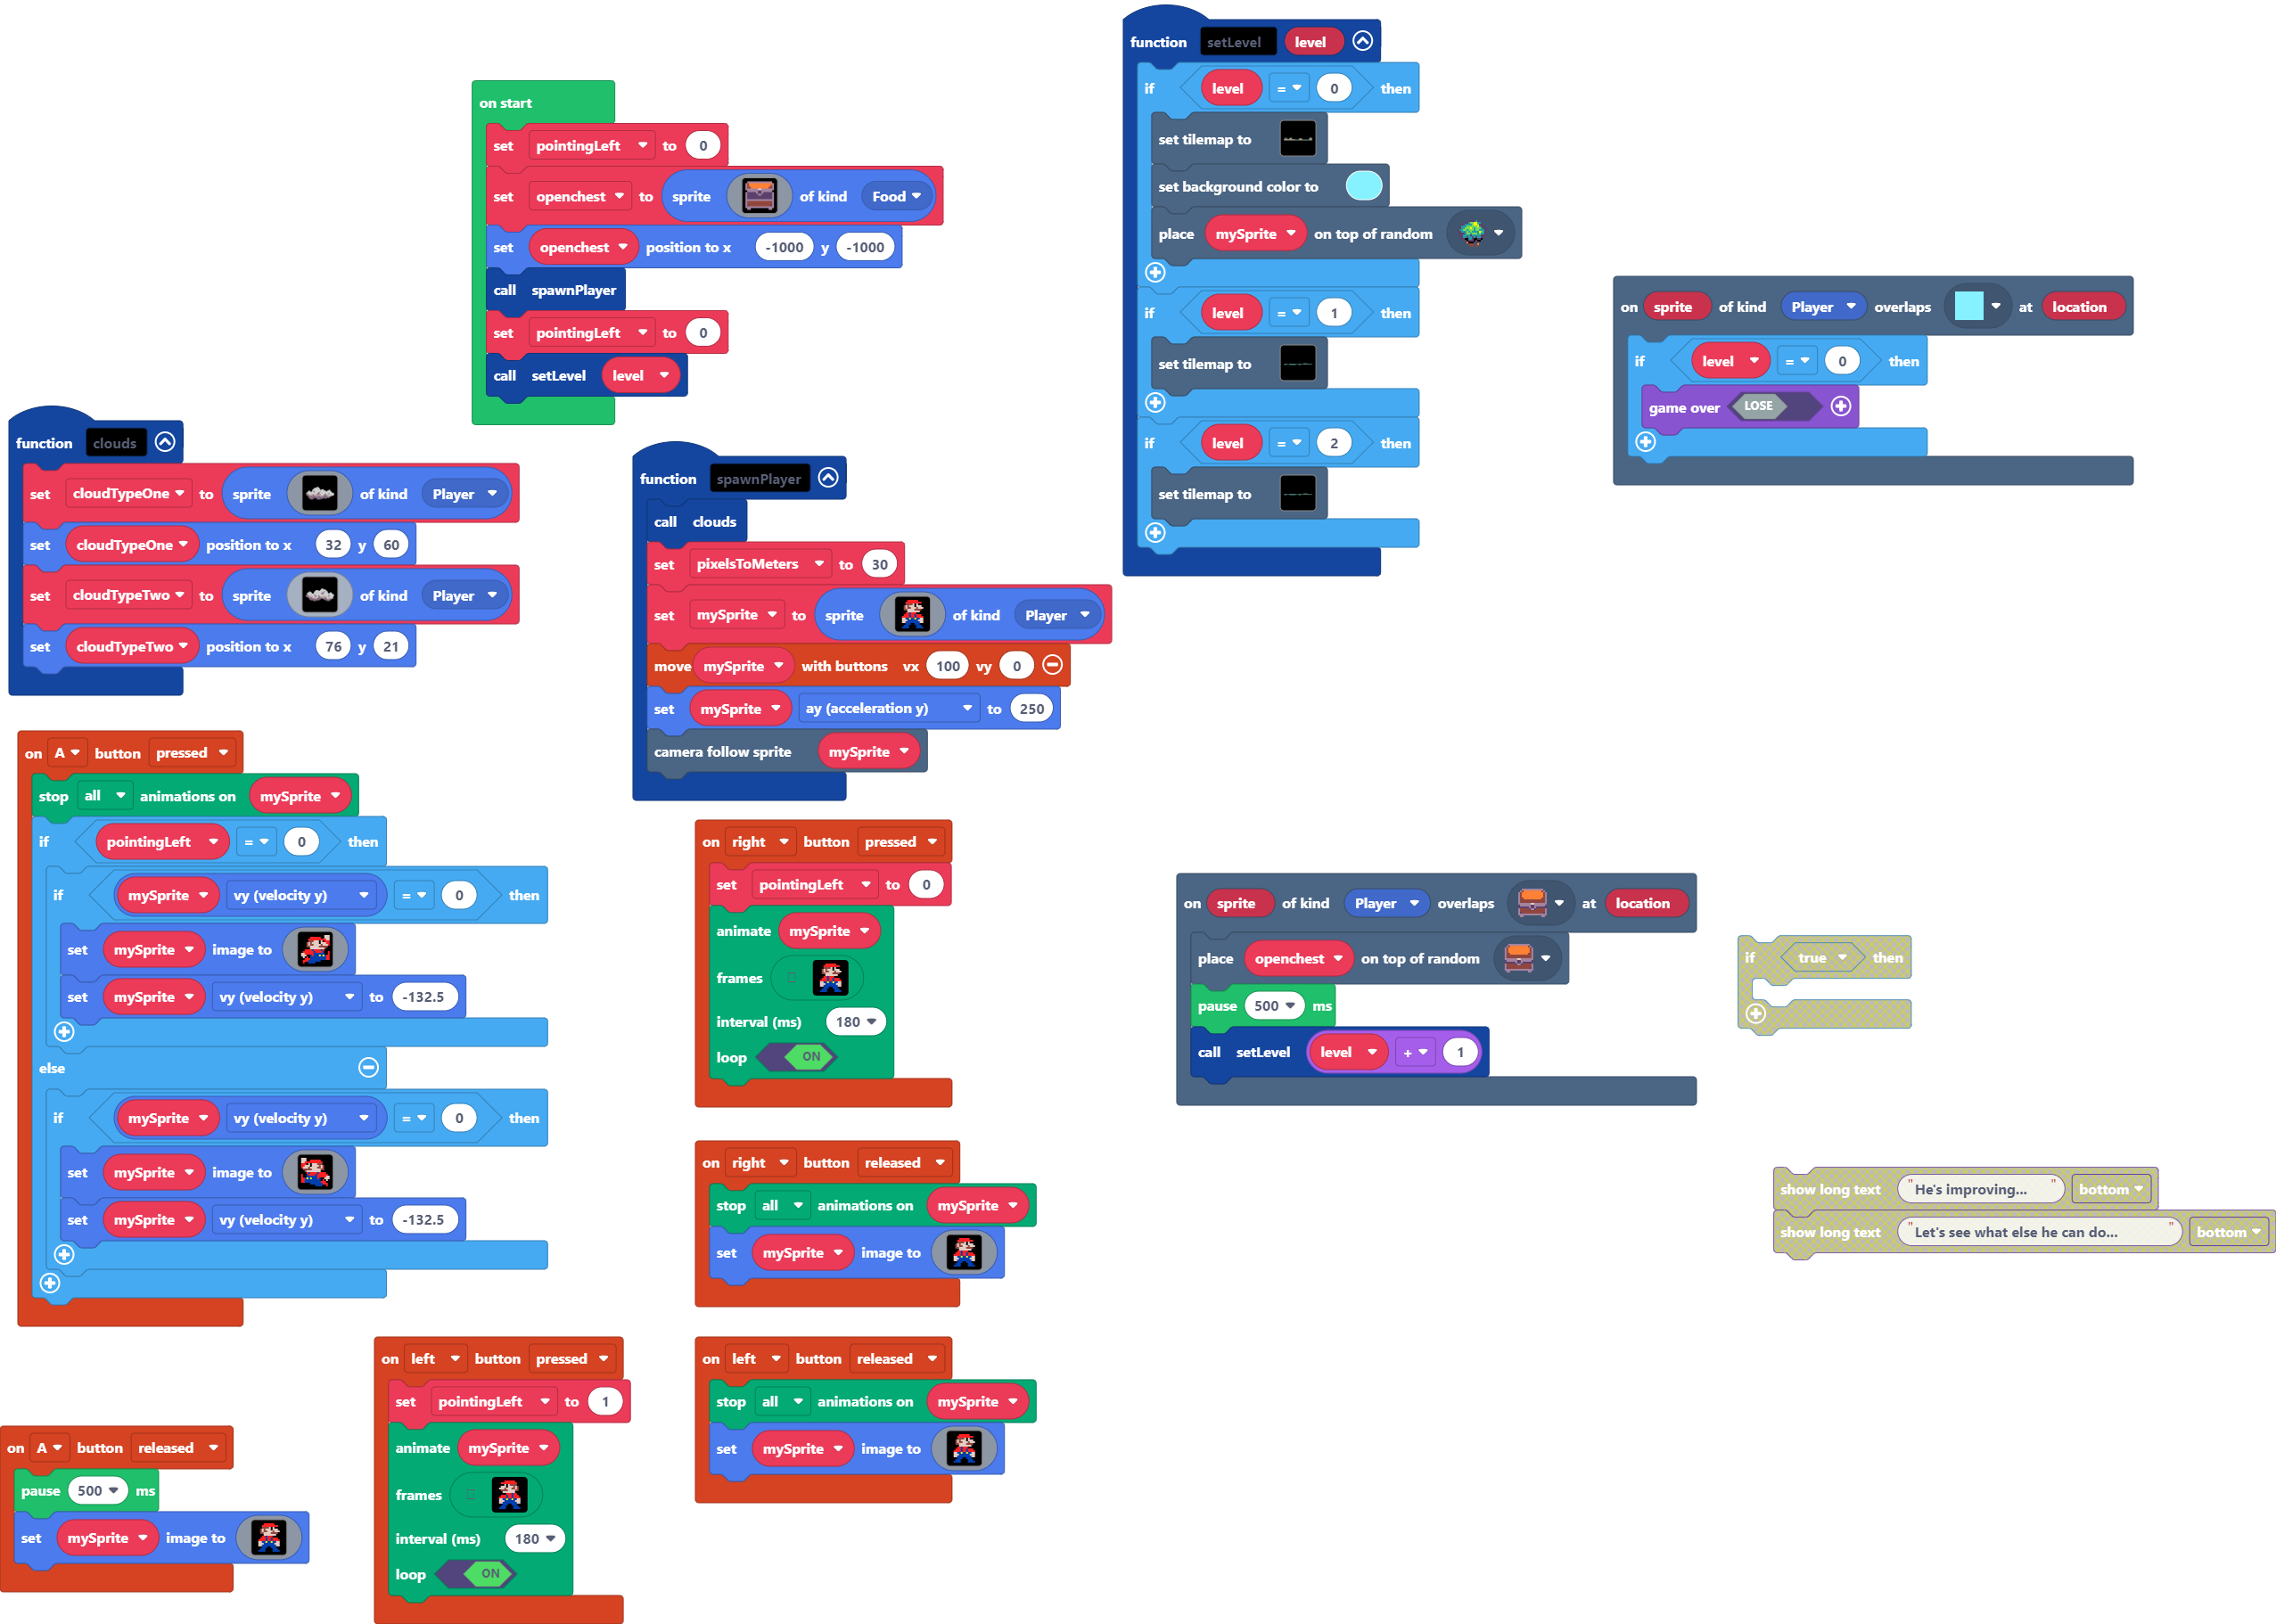 on start
set pointingLeft to 0
set openchest to sprite of kind Food
set openchest position to x -1000 y -1000
call spawnPlayer
set pointingLeft to 0
call setLevel level
function clouds
set cloudTypeOne to sprite of kind Player
set cloudTypeOne position to x 32 y 60
set cloudTypeTwo to sprite of kind Player
set cloudTypeTwo position to x 76 y 21
function spawnPlayer
call clouds
set pixelsToMeters to 30
set mySprite to sprite of kind Player
move mySprite with buttons vx 100 vy 0
set mySprite ay (acceleration y) to 250
camera follow sprite mySprite
function setLevel level
if level = 0 then
set tilemap to
set background color to
place mySprite on top of random
if level = 1 then
set tilemap to
if level = 2 then
set tilemap to
on sprite of kind Player overlaps at location
if level = 0 then
game over LOSE
on A button pressed
stop all animations on mySprite
if pointingLeft = 0 then
if mySprite vy (velocity y) = 0 then
set mySprite image to
set mySprite vy (velocity y) to -132.5
else
if mySprite vy (velocity y) = 0 then
set mySprite image to
set mySprite vy (velocity y) to -132.5
on right button pressed
set pointingLeft to 0
animate mySprite
frames
interval (ms) 180
loop ON
on right button released
stop all animations on mySprite
set mySprite image to
on left button released
stop all animations on mySprite
set mySprite image to
on left button pressed
set pointingLeft to 1
animate mySprite
frames
interval (ms) 180
loop ON
on A button released
pause 500 ms
set mySprite image to
on sprite of kind Player overlaps at location
place openchest on top of random
pause 500 ms
call setLevel level + 1
if true then
show long text "He's improving..." bottom
show long text "Let's see what else he can do..." bottom